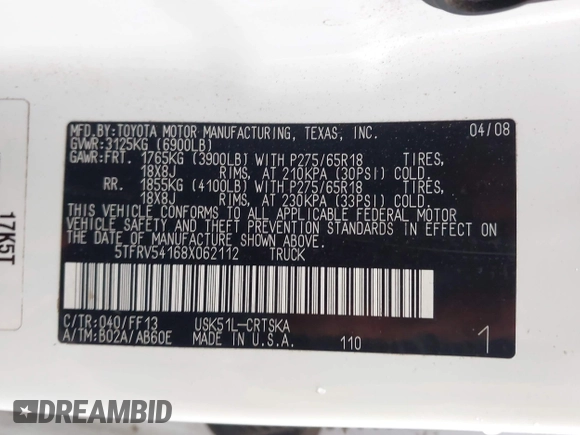 MFD.BY:TOYOTA MOTOR MANUFACTURING, TEXAS, INC. 04/08
GVWR:3125KG (6900LB)
GAWR:FRT. 1765KG (3900LB) WITH P275/65R18 TIRES,
18X8J RIMS, AT 210KPA (30PSI) COLD.
RR. 1855KG (4100LB) WITH P275/65R18 TIRES,
18X8J RIMS, AT 230KPA (33PSI) COLD.
THIS VEHICLE CONFORMS TO ALL APPLICABLE FEDERAL MOTOR
VEHICLE SAFETY AND THEFT PREVENTION STANDARDS IN EFFECT ON
THE DATE OF MANUFACTURE SHOWN ABOVE.
5TFRV54168X062112 TRUCK
C/TR:040/FF13 USK51L-CRTSKA
A/TM:B02A/AB60E MADE IN U.S.A. 110 1
17K5T
DREAMBID